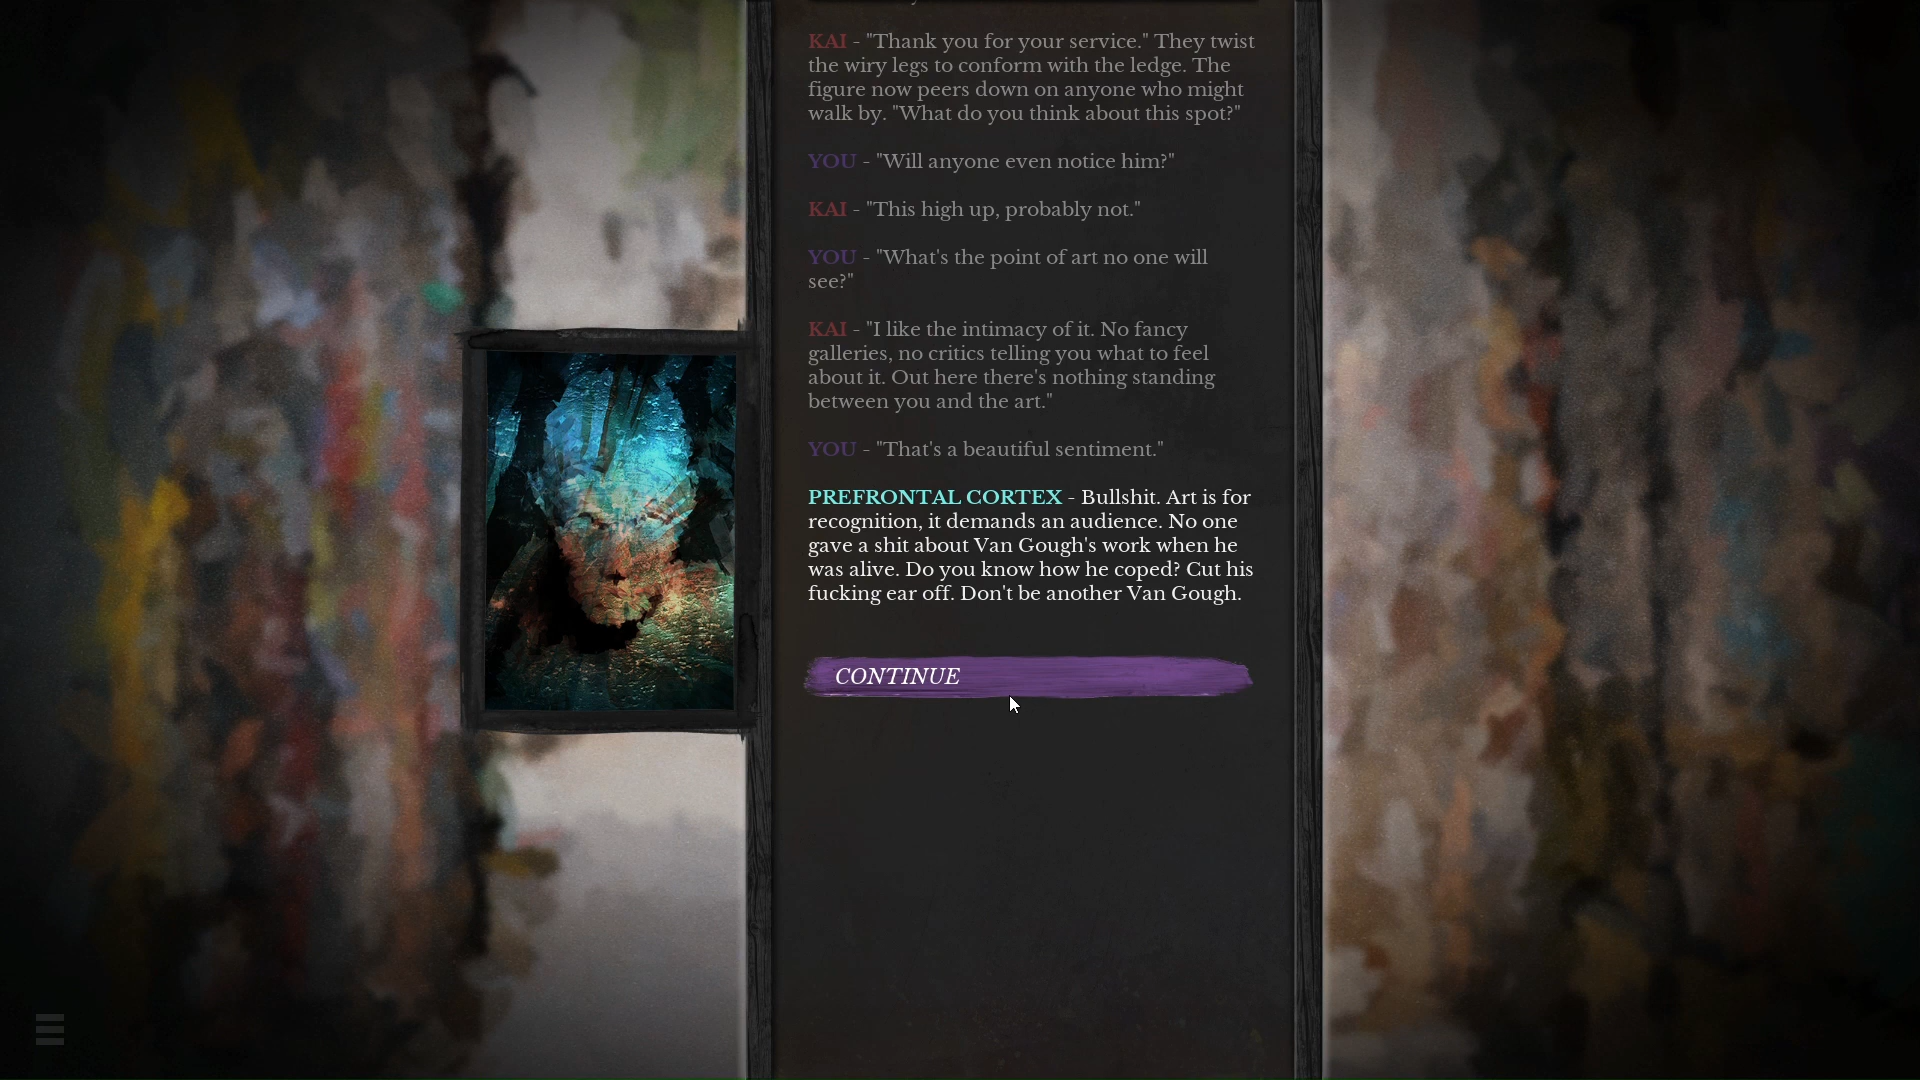 KAI - "Thank you for your service." They twist
the wiry legs to conform with the ledge. The
figure now peers down on anyone who might
walk by. "What do you think about this spot?"
YOU - "Will anyone even notice him?"
KAI - "This high up, probably not."
YOU - "What's the point of art no one will
see?"
KAI - "I like the intimacy of it. No fancy
galleries, no critics telling you what to feel
about it. Out here there's nothing standing
between you and the art."
YOU - "That's a beautiful sentiment."
PREFRONTAL CORTEX - Bullshit. Art is for
recognition, it demands an audience. No one
gave a shit about Van Gough's work when he
was alive. Do you know how he coped? Cut his
fucking ear off. Don't be another Van Gough.
CONTINUE